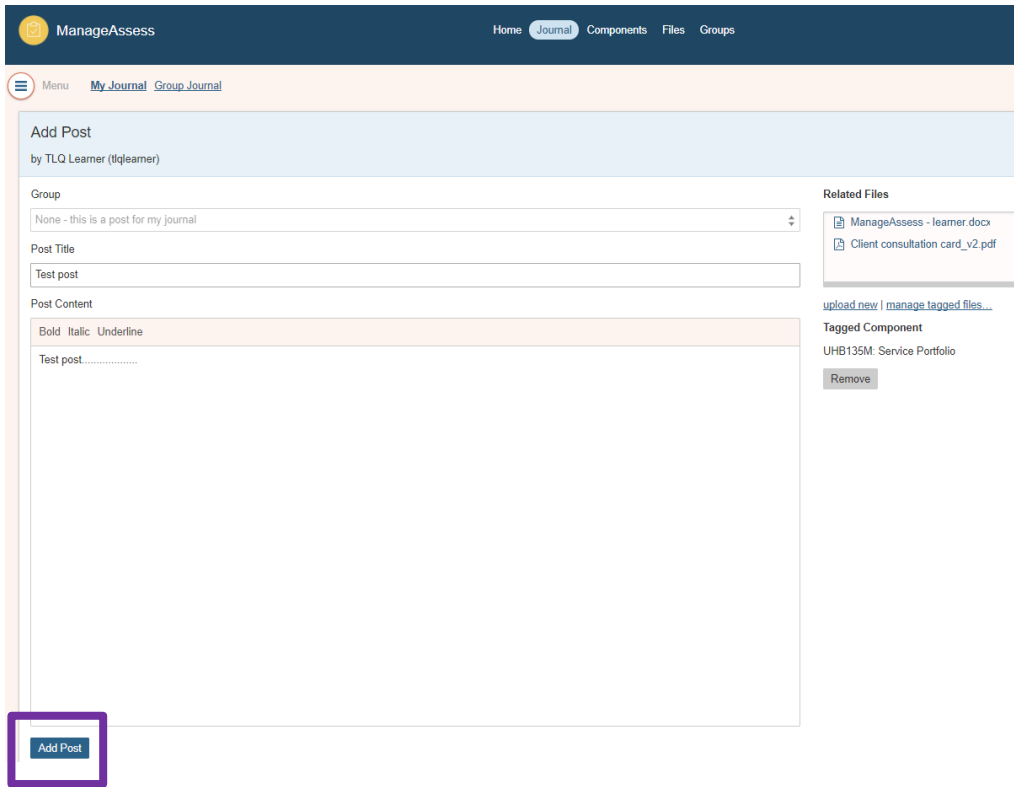 ManageAssess
Home Journal Components Files Groups
Menu My Journal Group Journal
Add Post
by TLQ Learner (tlqlearner)
Group
None - this is a post for my journal
Post Title
Test post
Post Content
Bold Italic Underline
Test post...................
Add Post
Related Files
ManageAssess - learner.docx
Client consultation card_v2.pdf
upload new | manage tagged files...
Tagged Component
UHB135M: Service Portfolio
Remove